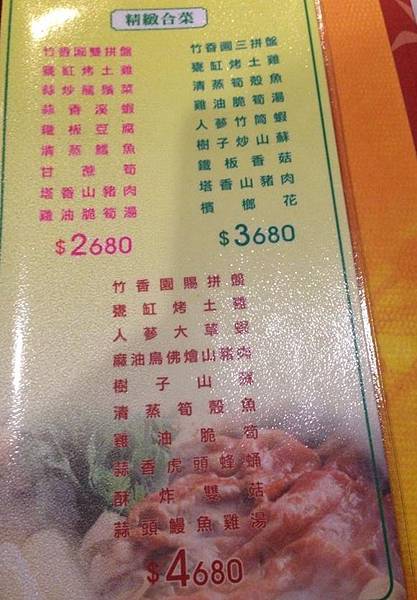 精緻合菜
竹香園雙拼盤
甕缸烤土雞
蒜炒龍鬚菜
蒜香溪蝦
鐵板豆腐
清蒸鱈魚
甘蔗筍
塔香山豬肉
雞油脆筍湯
$2680
竹香園三拼盤
甕缸烤土雞
清蒸筍殼魚
雞油脆筍湯
人蔘竹筒蝦
樹子炒山蘇
鐵板香菇
塔香山豬肉
檳榔花
$3680
竹香園賜拼盤
甕缸烤土雞
人蔘大草蝦
麻油鳥佛燴山豬肉
樹子山蘇
清蒸筍殼魚
雞油脆筍
蒜香虎頭蜂蛹
酥炸雙菇
蒜頭鰻魚雞湯
$4680